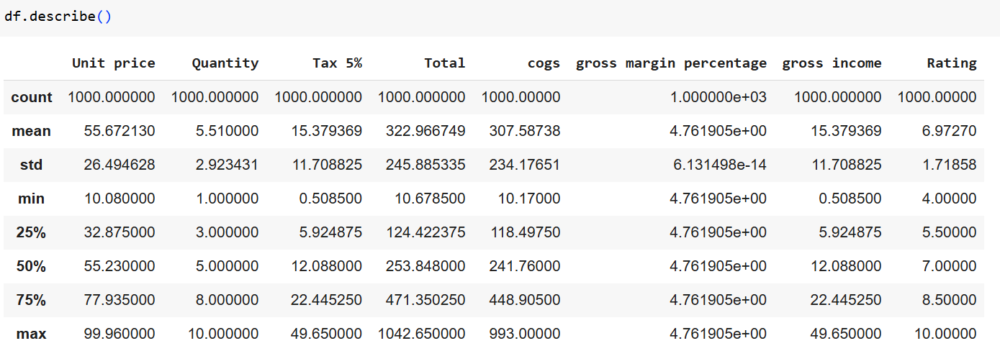 df.describe()
Unit price Quantity Tax 5% Total cogs gross margin percentage gross income Rating
count 1000.000000 1000.000000 1000.000000 1000.000000 1000.00000 1.000000e+03 1000.000000 1000.00000
mean 55.672130 5.510000 15.379369 322.966749 307.58738 4.761905e+00 15.379369 6.97270
std 26.494628 2.923431 11.708825 245.885335 234.17651 6.131498e-14 11.708825 1.71858
min 10.080000 1.000000 0.508500 10.678500 10.17000 4.761905e+00 0.508500 4.00000
25% 32.875000 3.000000 5.924875 124.422375 118.49750 4.761905e+00 5.924875 5.50000
50% 55.230000 5.000000 12.088000 253.848000 241.76000 4.761905e+00 12.088000 7.00000
75% 77.935000 8.000000 22.445250 471.350250 448.90500 4.761905e+00 22.445250 8.50000
max 99.960000 10.000000 49.650000 1042.650000 993.00000 4.761905e+00 49.650000 10.00000